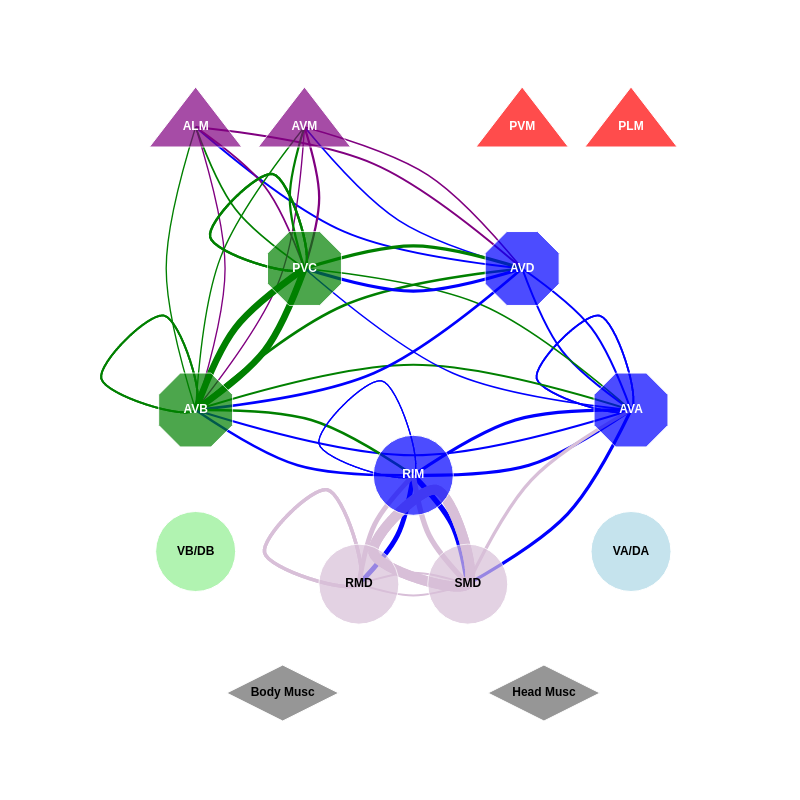 ALM
AVM
PVM
PLM
PVC
AVD
AVB
AVA
RIM
VB/DB
VA/DA
RMD
SMD
Body Musc
Head Musc